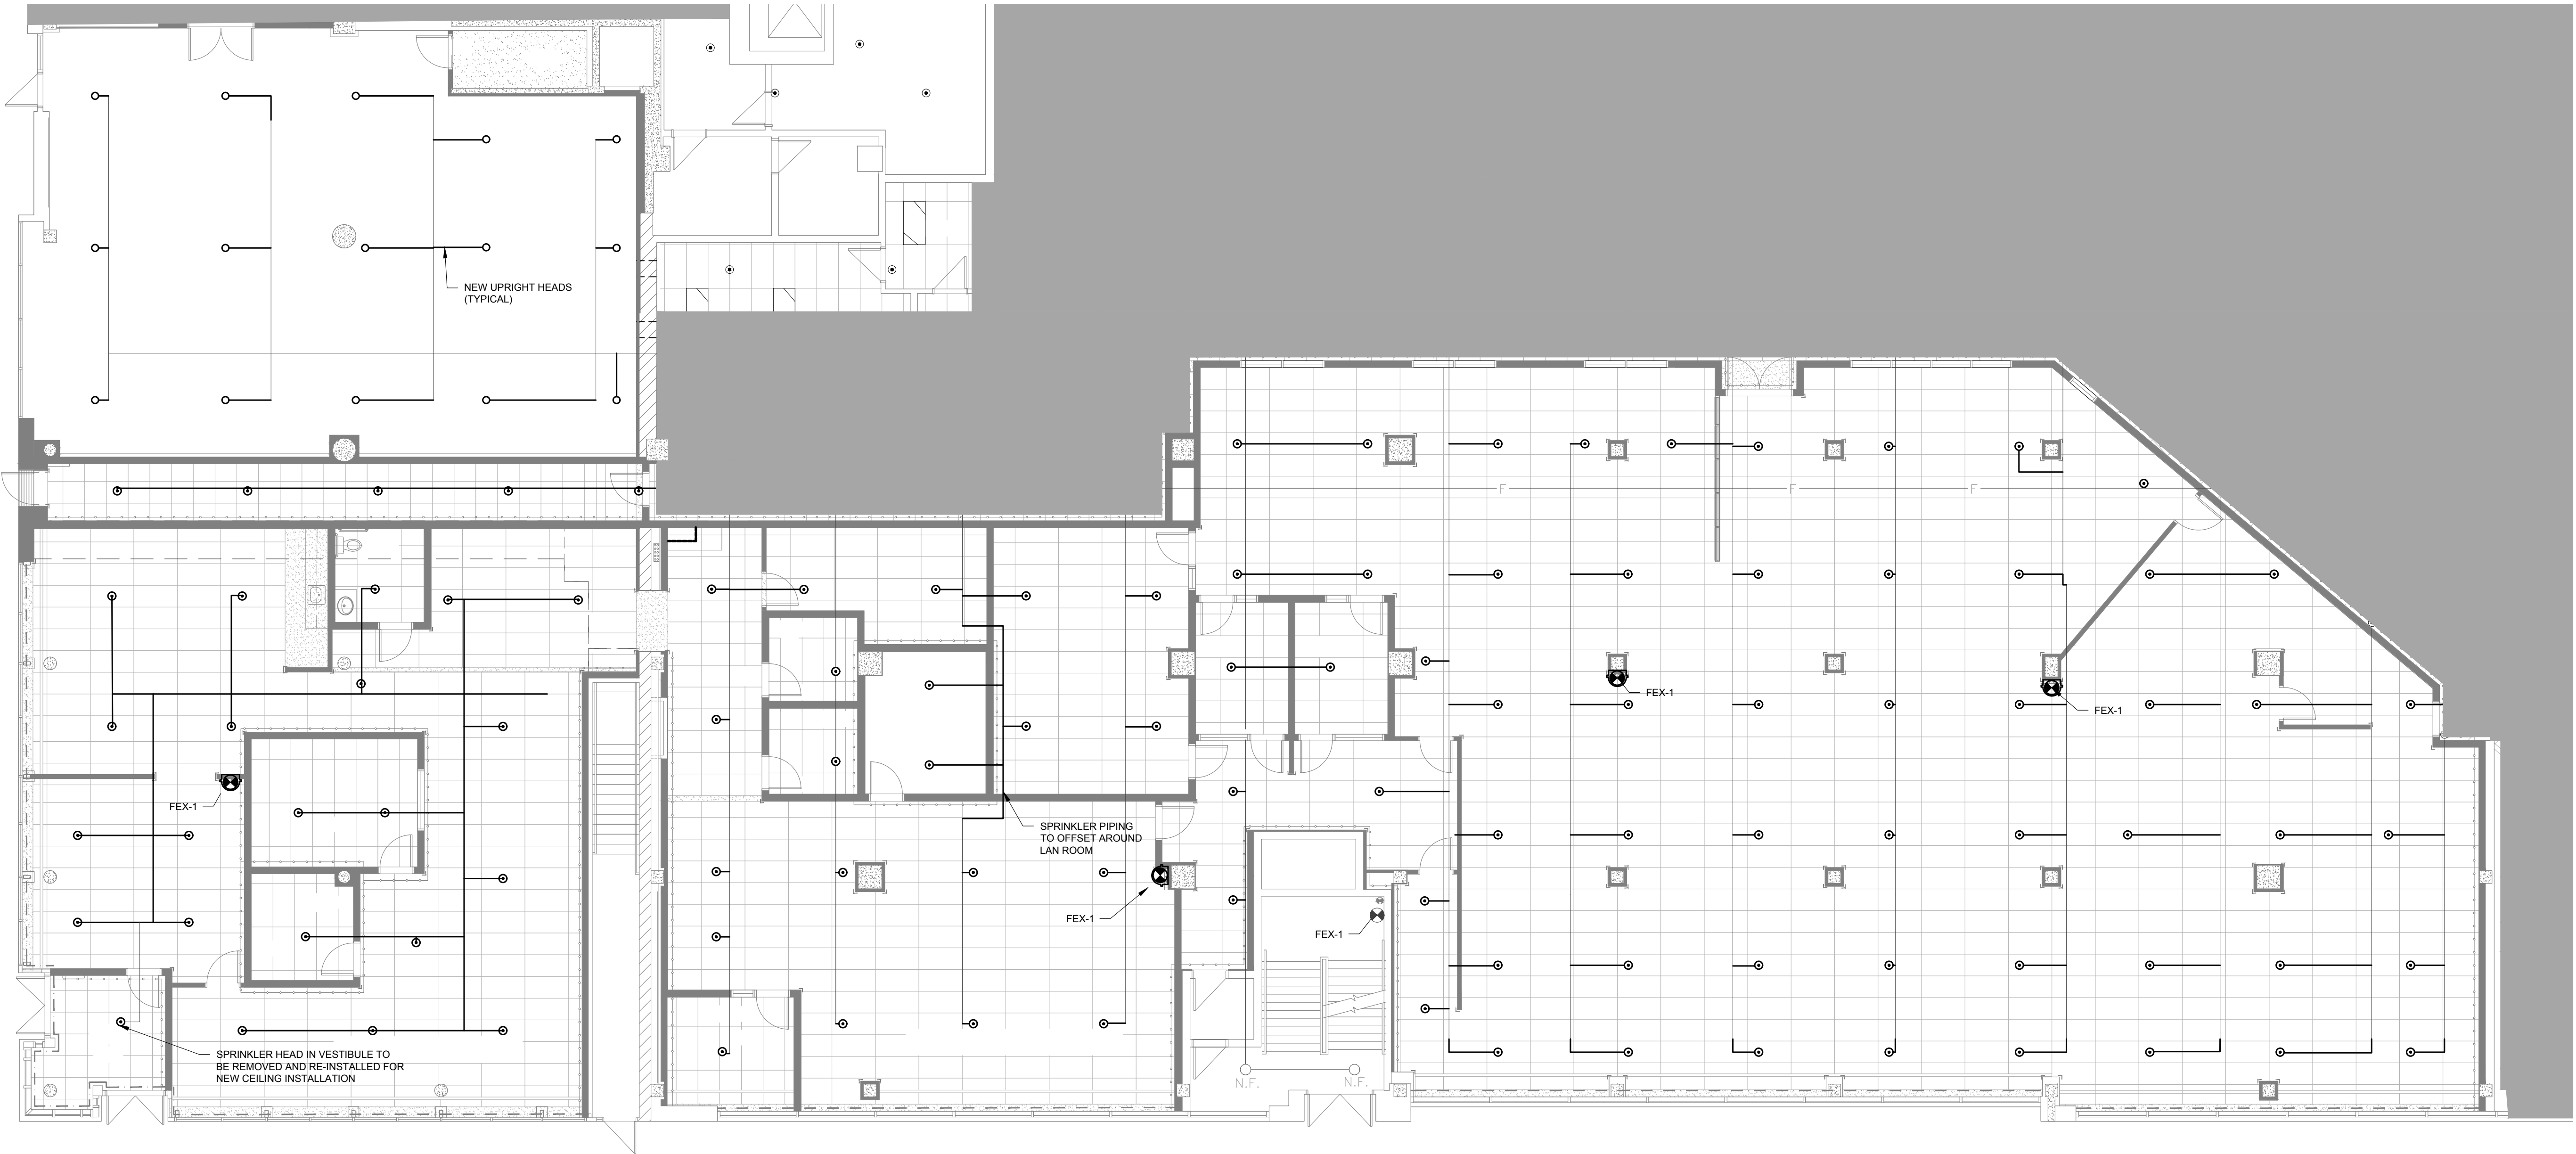 NEW UPRIGHT HEADS
(TYPICAL)
F
F
F
FEX-1
FEX-1
FEX-1
SPRINKLER PIPING
TO OFFSET AROUND
LAN ROOM
FEX-1
FEX-1
SPRINKLER HEAD IN VESTIBULE TO
BE REMOVED AND RE-INSTALLED FOR
NEW CEILING INSTALLATION
N.F.
N.F.